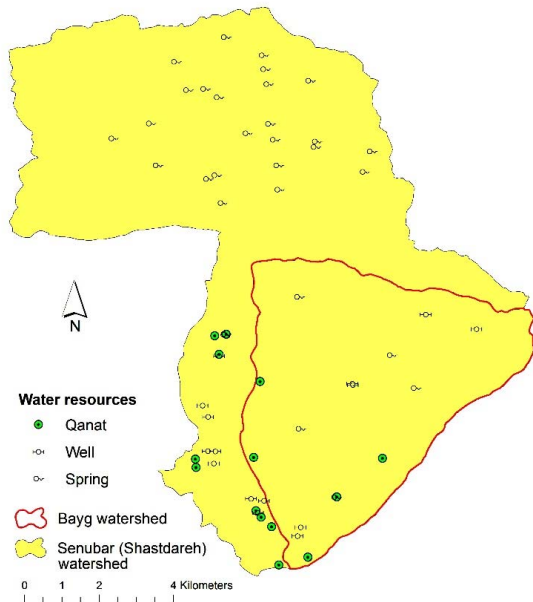 N
Water resources
Qanat
Well
Spring
Bayg watershed
Senubar (Shastdareh)
watershed
0 1 2 4 Kilometers